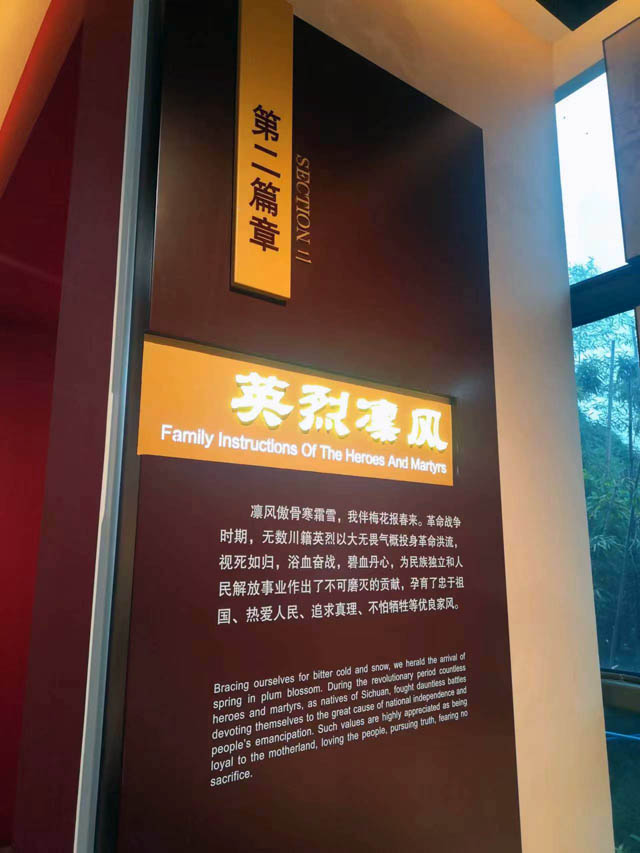 第二篇章
SECTION II
英烈凛风
Family Instructions Of The Heroes And Martyrs
凛风傲骨寒霜雪，我伴梅花报春来。革命战争
时期，无数川籍英烈以大无畏气概投身革命洪流，
视死如归，浴血奋战，碧血丹心，为民族独立和人
民解放事业作出了不可磨灭的贡献，孕育了忠于祖
国、热爱人民、追求真理、不怕牺牲等优良家风。
Bracing ourselves for bitter cold and snow, we herald the arrival of
spring in plum blossom. During the revolutionary period countless
heroes and martyrs, as natives of Sichuan, fought dauntless battles
devoting themselves to the great cause of national independence and
people's emancipation. Such values are highly appreciated as being
loyal to the motherland, loving the people, pursuing truth, fearing no
sacrifice.